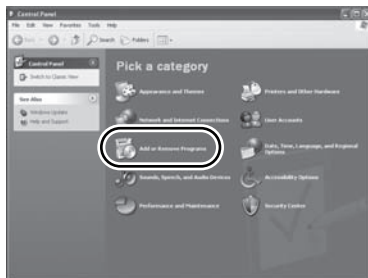 Control Panel
File Edit View Favorites Tools Help
Back
Search
Folders
Control Panel
Switch to Classic View
See Also
Windows Update
Help and Support
Pick a category
Appearance and Themes
Printers and Other Hardware
Network and Internet Connections
User Accounts
Add or Remove Programs
Date, Time, Language, and Regional
Options
Sounds, Speech, and Audio Devices
Accessibility Options
Performance and Maintenance
Security Center